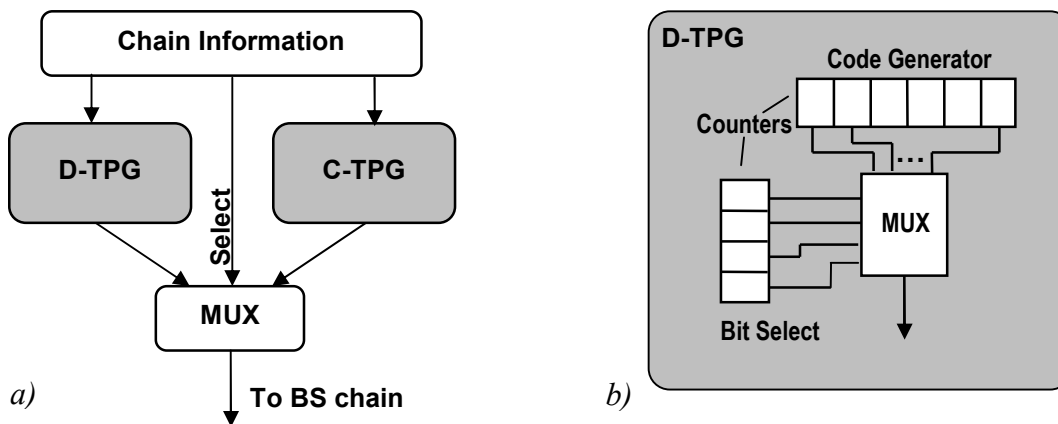 Chain Information
D-TPG
C-TPG
Select
MUX
To BS chain
a)
D-TPG
Code Generator
Counters
...
MUX
Bit Select
b)